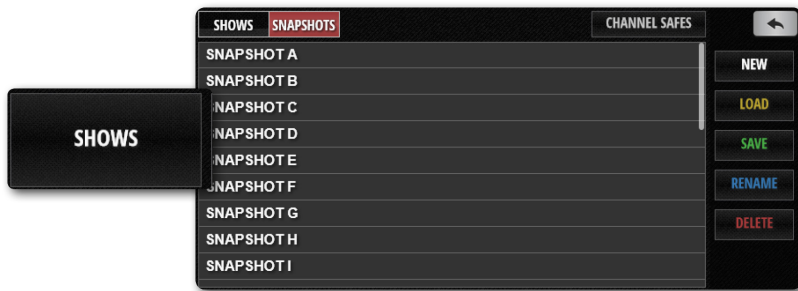 SHOWS SNAPSHOTS CHANNEL SAFES
SNAPSHOT A
SNAPSHOT B
SNAPSHOT C
SNAPSHOT D
SNAPSHOT E
SNAPSHOT F
SNAPSHOT G
SNAPSHOT H
SNAPSHOT I
NEW
LOAD
SAVE
RENAME
DELETE
SHOWS